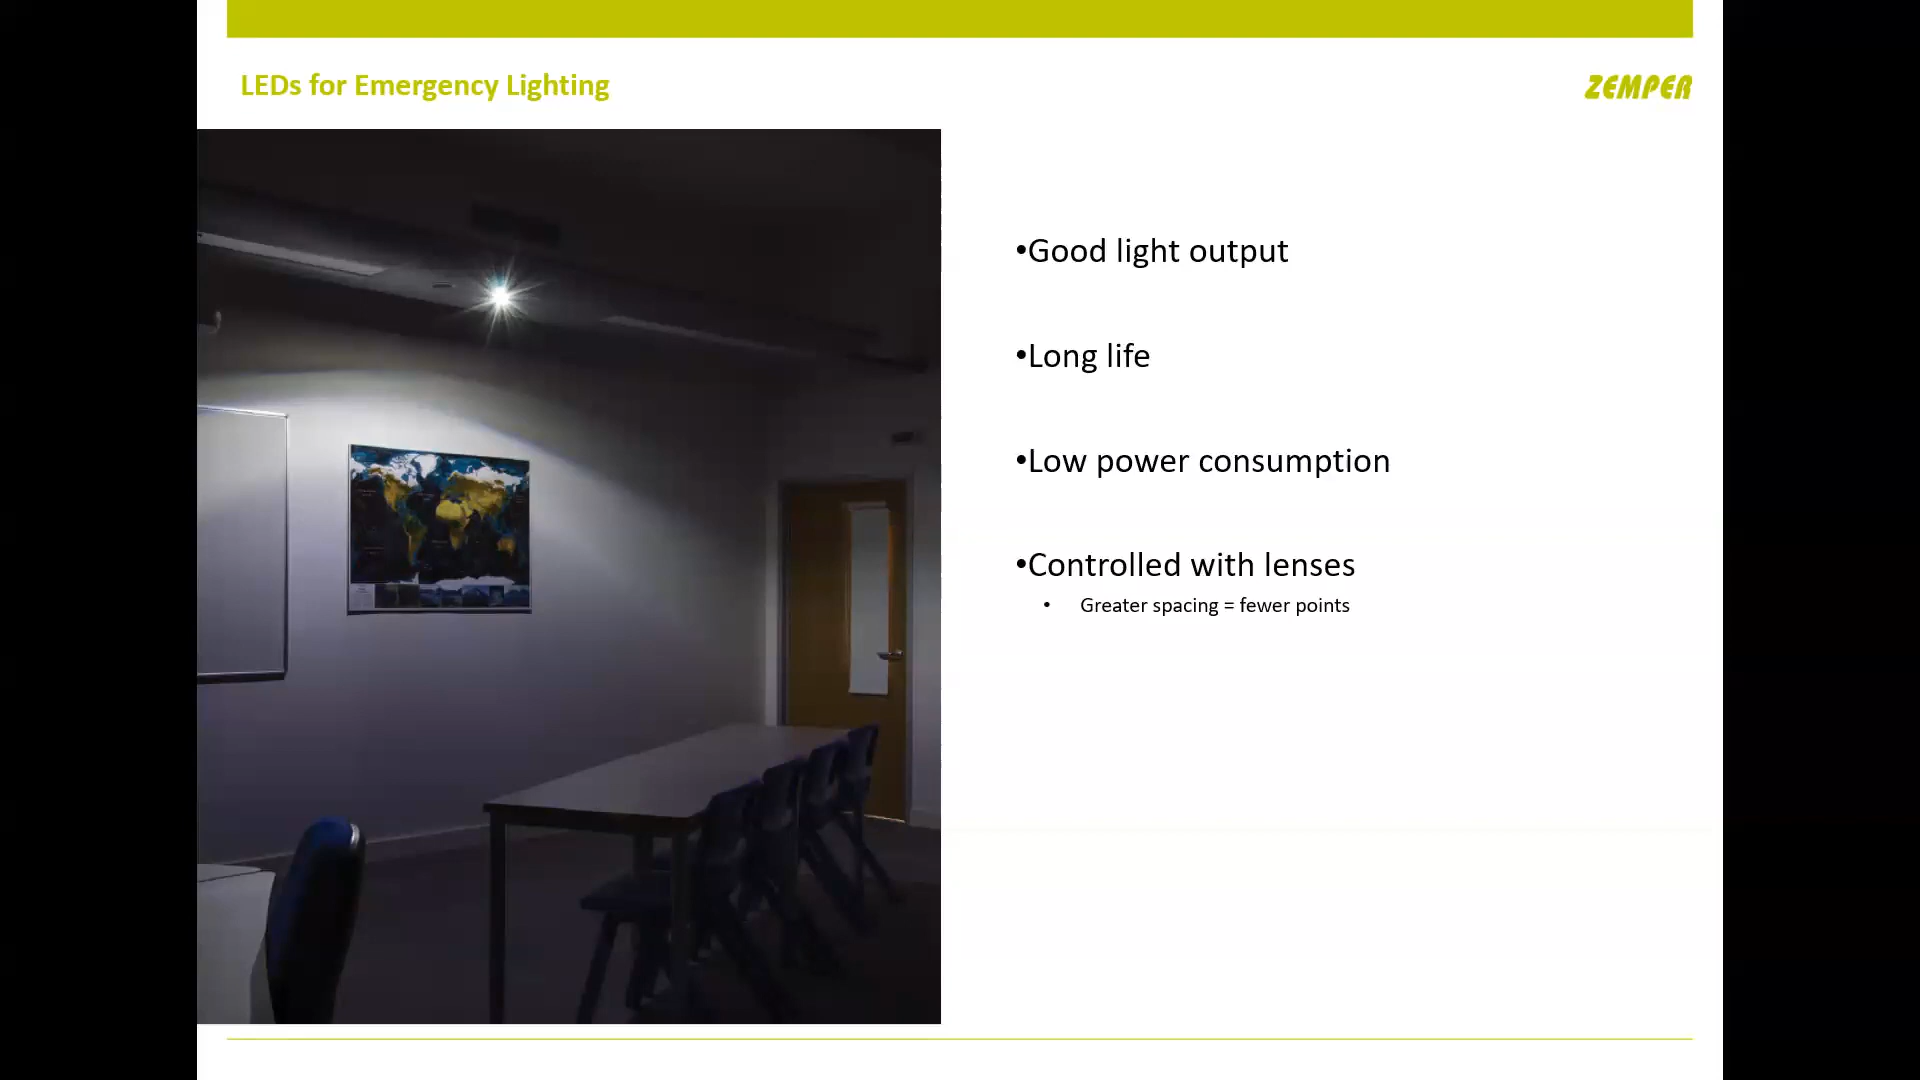 LEDs for Emergency Lighting
ZEMPER
•Good light output
•Long life
•Low power consumption
•Controlled with lenses
• Greater spacing = fewer points